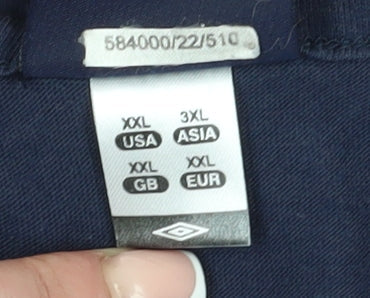 584000/22/510
XXL 3XL
USA ASIA
XXL XXL
GB EUR